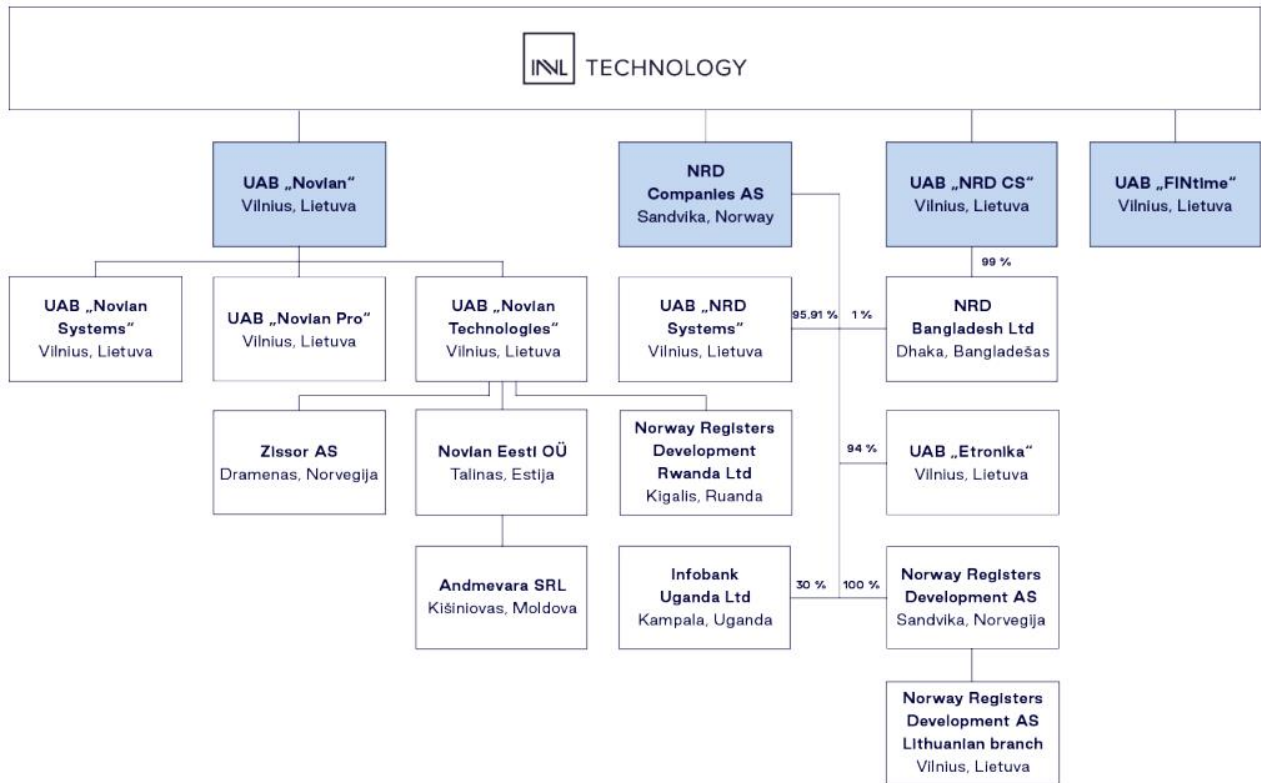 INVL TECHNOLOGY
UAB „Novian“
Vilnius, Lietuva
NRD
Companies AS
Sandvika, Norway
UAB „NRD CS“
Vilnius, Lietuva
UAB „FINtime“
Vilnius, Lietuva
99 %
UAB „Novian
Systems“
Vilnius, Lietuva
UAB „Novian Pro“
Vilnius, Lietuva
UAB „Novian
Technologies“
Vilnius, Lietuva
UAB „NRD
Systems“
Vilnius, Lietuva
95,91 %
1 %
NRD
Bangladesh Ltd
Dhaka, Bangladešas
Zissor AS
Dramenas, Norvegija
Novian Eesti OÜ
Talinas, Estija
Norway Registers
Development
Rwanda Ltd
Kigalis, Ruanda
94 %
UAB „Etronika“
Vilnius, Lietuva
Andmevara SRL
Kišiniovas, Moldova
Infobank
Uganda Ltd
Kampala, Uganda
30 %
100 %
Norway Registers
Development AS
Sandvika, Norvegija
Norway Registers
Development AS
Lithuanian branch
Vilnius, Lietuva